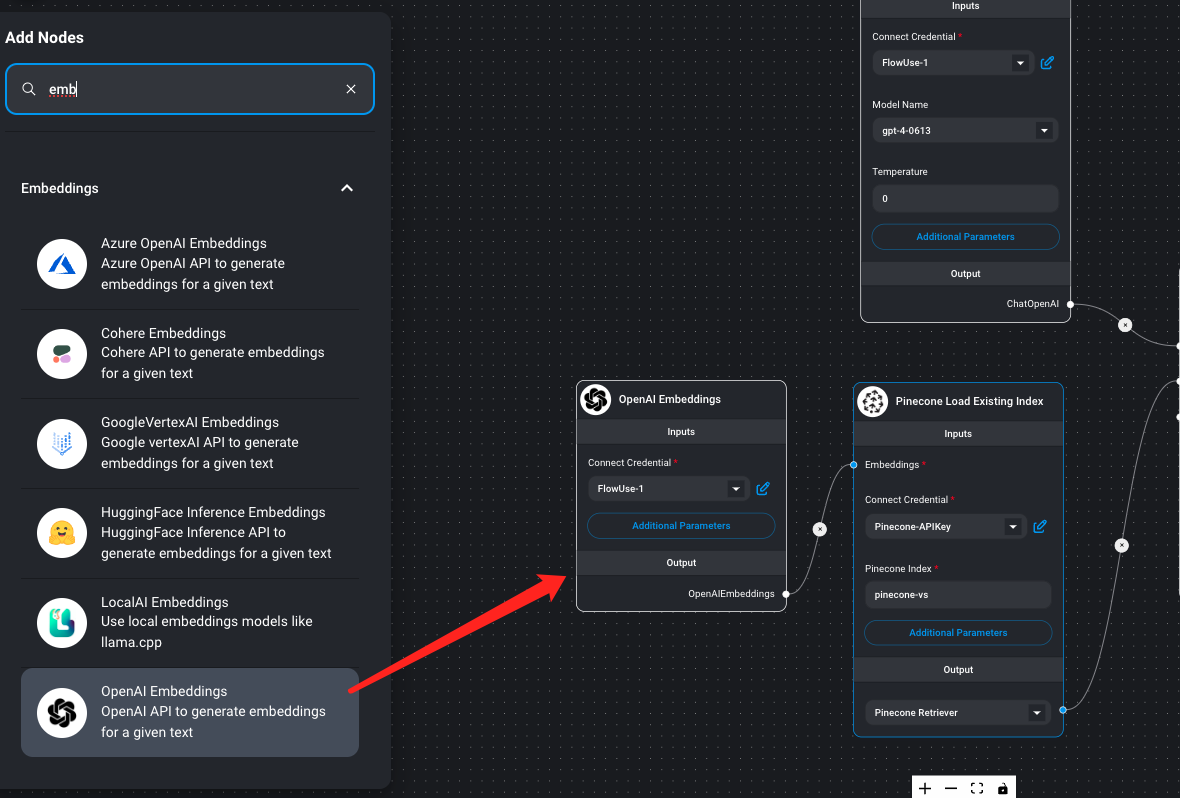 Add Nodes
emb
Embeddings
Azure OpenAI Embeddings
Azure OpenAI API to generate
embeddings for a given text
Cohere Embeddings
Cohere API to generate embeddings
for a given text
GoogleVertexAI Embeddings
Google vertexAI API to generate
embeddings for a given text
HuggingFace Inference Embeddings
HuggingFace Inference API to
generate embeddings for a given text
LocalAI Embeddings
Use local embeddings models like
llama.cpp
OpenAI Embeddings
OpenAI API to generate embeddings
for a given text
Inputs
Connect Credential *
FlowUse-1
Model Name
gpt-4-0613
Temperature
0
Additional Parameters
Output
ChatOpenAI
OpenAI Embeddings
Inputs
Connect Credential *
FlowUse-1
Additional Parameters
Output
OpenAIEmbeddings
Pinecone Load Existing Index
Inputs
Embeddings *
Connect Credential *
Pinecone-APIKey
Pinecone Index *
pinecone-vs
Additional Parameters
Output
Pinecone Retriever